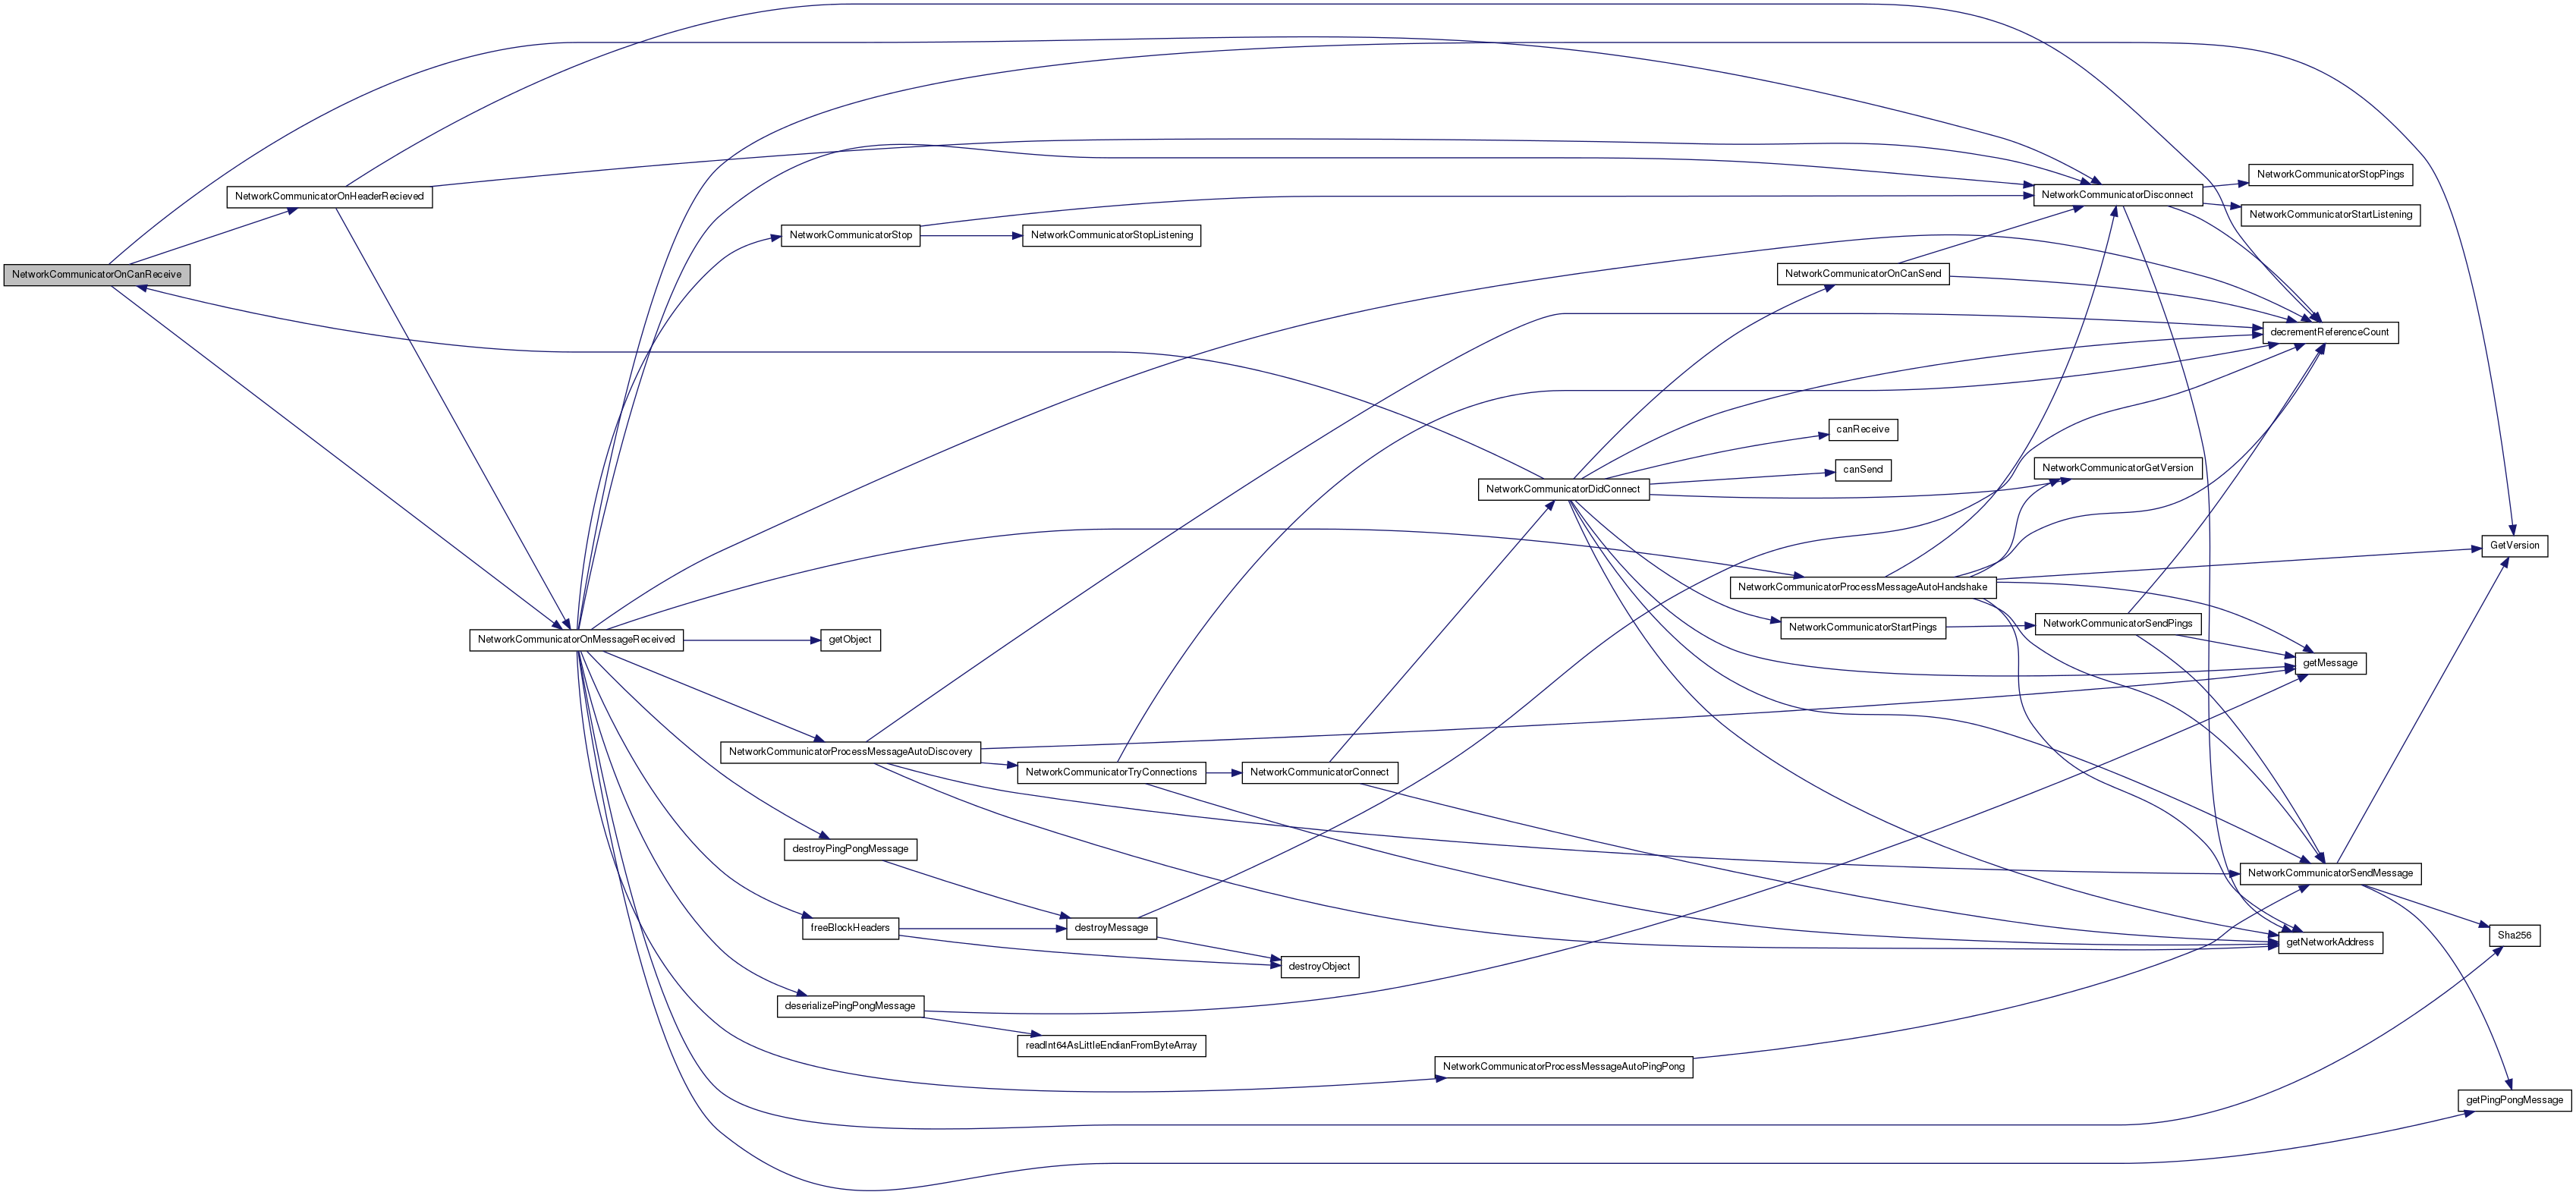 NetworkCommunicatorStopPings
NetworkCommunicatorOnHeaderRecieved
NetworkCommunicatorDisconnect
NetworkCommunicatorStartListening
NetworkCommunicatorStop
NetworkCommunicatorStopListening
NetworkCommunicatorOnCanReceive
NetworkCommunicatorOnCanSend
decrementReferenceCount
canReceive
canSend
NetworkCommunicatorGetVersion
NetworkCommunicatorDidConnect
GetVersion
NetworkCommunicatorProcessMessageAutoHandshake
NetworkCommunicatorSendPings
NetworkCommunicatorStartPings
NetworkCommunicatorOnMessageReceived
getObject
getMessage
NetworkCommunicatorProcessMessageAutoDiscovery
NetworkCommunicatorTryConnections
NetworkCommunicatorConnect
destroyPingPongMessage
NetworkCommunicatorSendMessage
freeBlockHeaders
destroyMessage
Sha256
getNetworkAddress
destroyObject
deserializePingPongMessage
readInt64AsLittleEndianFromByteArray
NetworkCommunicatorProcessMessageAutoPingPong
getPingPongMessage